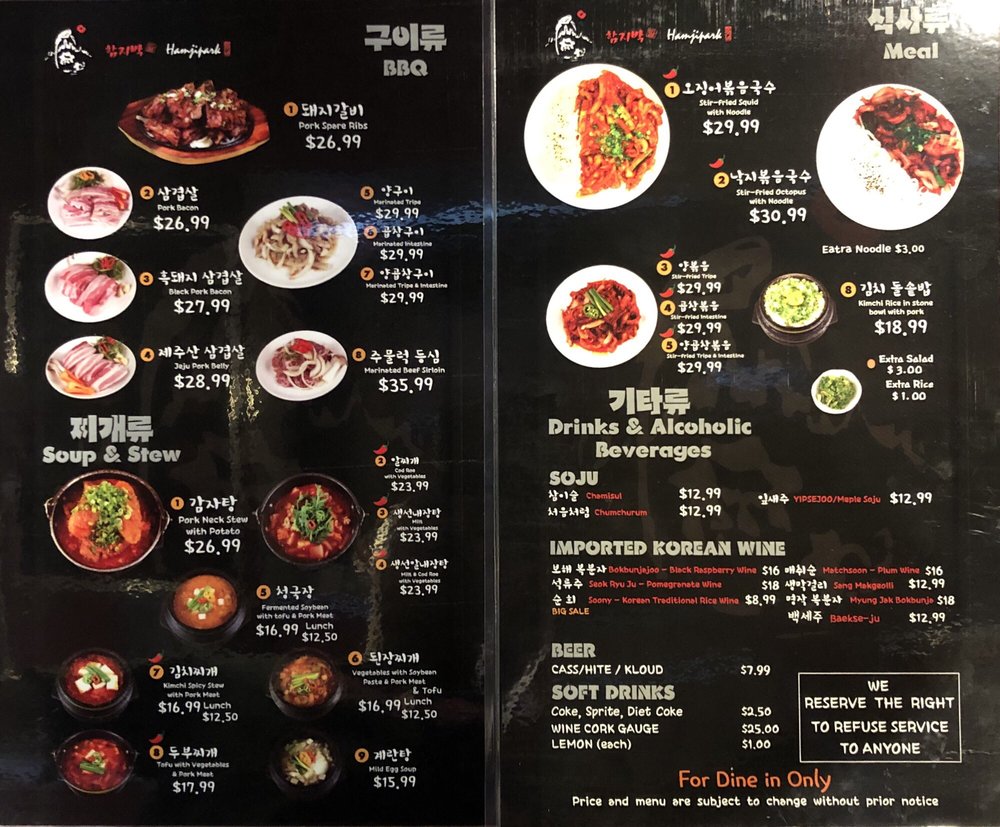 함지박 Hamjipark
구이류
BBQ
1 돼지갈비
Pork Spare Ribs
$26.99
2 삼겹살
Pork Bacon
$26.99
3 흑돼지 삼겹살
Black Pork Bacon
$27.99
4 제주산 삼겹살
Jeju Pork Belly
$28.99
5 양구이
Marinated Tripe
$29.99
6 곱창구이
Marinated Intestine
$29.99
7 양곱창구이
Marinated Tripe & Intestine
$29.99
8 주물럭 등심
Marinated Beef Sirloin
$35.99
찌개류
Soup & Stew
1 감자탕
Pork Neck Stew
with Potato
$26.99
2 알찌개
Cod Roe
with Vegetables
$23.99
3 생선내장탕
Milt
with Vegetables
$23.99
4 생선알내장탕
Milt & Cod Roe
with Vegetables
$23.99
5 청국장
Fermented Soybean
with tofu & Pork Meat
$16.99 Lunch
$12.50
7 김치찌개
Kimchi Spicy Stew
with Pork Meat
$16.99 Lunch
$12.50
6 된장찌개
Vegetables with Soybean
Paste & Pork Meat
& Tofu
$16.99 Lunch
$12.50
8 두부찌개
Tofu with Vegetables
& Pork Meat
$17.99
9 계란탕
Mild Egg Soup
$15.99
함지박 Hamjipark
식사류
Meal
1 오징어볶음국수
Stir-Fried Squid
with Noodle
$29.99
2 낙지볶음국수
Stir-Fried Octopus
with Noodle
$30.99
Eatra Noodle $3.00
3 양볶음
Stir-Fried Tripe
$29.99
4 곱창볶음
Stir-Fried Intestine
$29.99
5 양곱창볶음
Stir-Fried Tripe & Intestine
$29.99
8 김치 돌솥밥
Kimchi Rice in stone
bowl with pork
$18.99
Extra Salad
$3.00
Extra Rice
$1.00
기타류
Drinks & Alcoholic
Beverages
SOJU
참이슬 Chamisul $12.99 잎새주 YIPSEJOO/Meple Soju $12.99
처음처럼 Chumchurum $12.99
IMPORTED KOREAN WINE
보해 복분자 Bokbunjajoo - Black Raspberry Wine $16 매취순 Matchsoon - Plum Wine $16
석류주 Seok Ryu Ju - Pomegranate Wine $18 생막걸리 Sang Makgeolli $12.99
순희 Soony - Korean Traditional Rice Wine $8.99 명작 복분자 Myung Jak Bokbunja $18
BIG SALE
백세주 Baekse-ju $12.99
BEER
CASS/HITE / KLOUD $7.99
SOFT DRINKS
Coke, Sprite, Diet Coke $2.50
WINE CORK GAUGE $25.00
LEMON (each) $1.00
WE
RESERVE THE RIGHT
TO REFUSE SERVICE
TO ANYONE
For Dine in Only
Price and menu are subject to change without prior notice